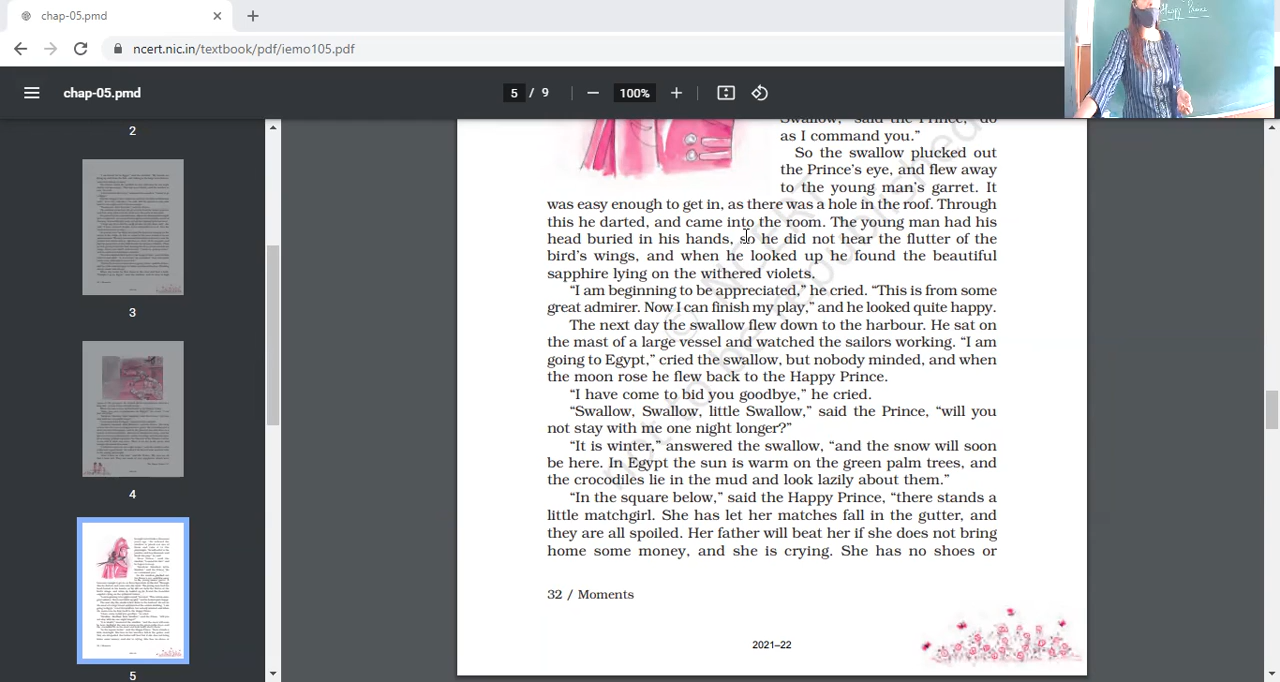 chap-05.pmd
ncert.nic.in/textbook/pdf/iemo105.pdf
chap-05.pmd
5 / 9
100%
Happy Prince
2
3
4
5
Swallow," said the Prince, "do
as I command you."
So the swallow plucked out
the Prince's eye, and flew away
to the young man's garret. It
was easy enough to get in, as there was a hole in the roof. Through
this he darted, and came into the room. The young man had his
head buried in his hands, so he did not hear the flutter of the
bird's wings, and when he looked up he found the beautiful
sapphire lying on the withered violets.
"I am beginning to be appreciated," he cried. "This is from some
great admirer. Now I can finish my play," and he looked quite happy.
The next day the swallow flew down to the harbour. He sat on
the mast of a large vessel and watched the sailors working. "I am
going to Egypt," cried the swallow, but nobody minded, and when
the moon rose he flew back to the Happy Prince.
"I have come to bid you goodbye," he cried.
"Swallow, Swallow, little Swallow," said the Prince, "will you
not stay with me one night longer?"
"It is winter," answered the swallow, "and the snow will soon
be here. In Egypt the sun is warm on the green palm trees, and
the crocodiles lie in the mud and look lazily about them."
"In the square below," said the Happy Prince, "there stands a
little matchgirl. She has let her matches fall in the gutter, and
they are all spoiled. Her father will beat her if she does not bring
home some money, and she is crying. She has no shoes or
32 / Moments
2021–22